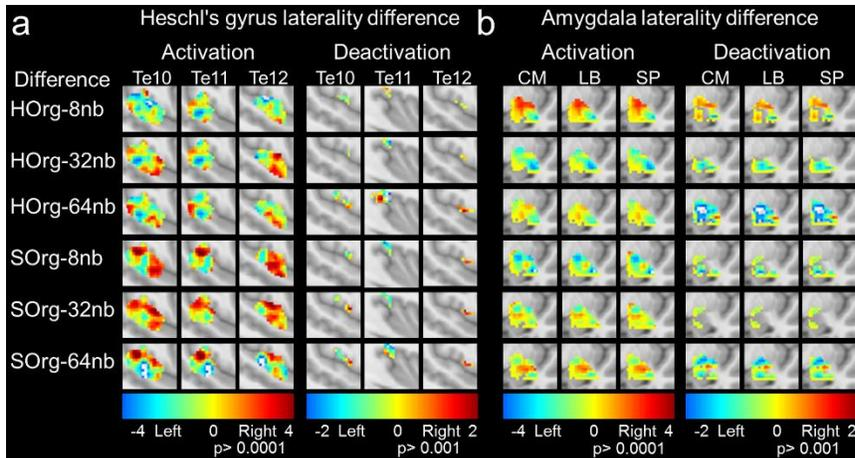 a Heschl's gyrus laterality difference b Amygdala laterality difference
Activation Deactivation Activation Deactivation
Difference Te10 Te11 Te12 Te10 Te11 Te12 CM LB SP CM LB SP
HOrg-8nb
HOrg-32nb
HOrg-64nb
SOrg-8nb
SOrg-32nb
SOrg-64nb
-4 Left 0 Right 4 -2 Left 0 Right 2 -4 Left 0 Right 4 -2 Left 0 Right 2
p> 0.0001 p> 0.001 p> 0.0001 p> 0.001